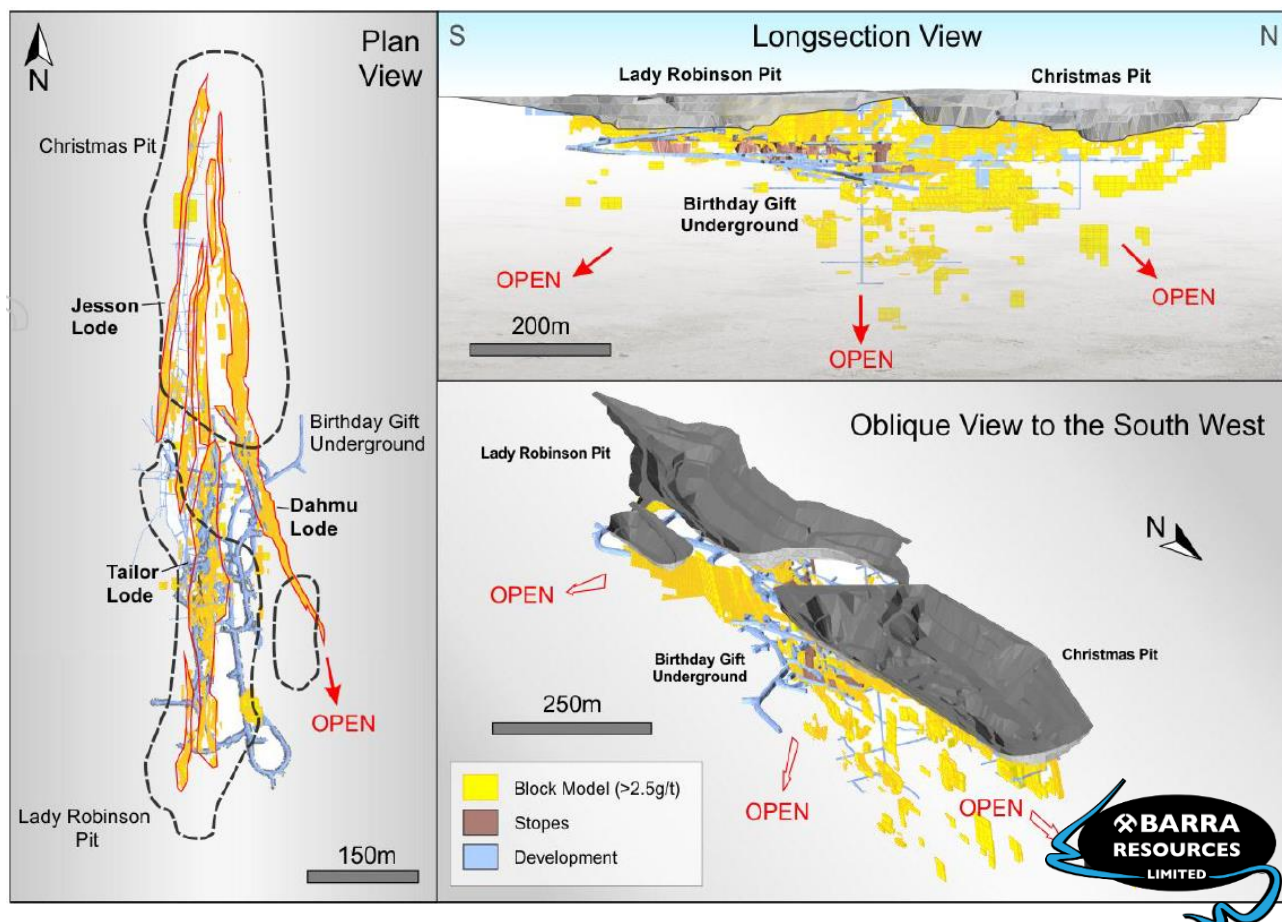 N
Plan
View
Christmas Pit
Jesson
Lode
Birthday Gift
Underground
Dahmu
Lode
Tailor
Lode
OPEN
Lady Robinson
Pit
150m
S
Longsection View
N
Lady Robinson Pit
Christmas Pit
Birthday Gift
Underground
OPEN
OPEN
OPEN
200m
Oblique View to the South West
Lady Robinson Pit
N
OPEN
Birthday Gift
Underground
Christmas Pit
250m
OPEN
OPEN
Block Model (>2.5g/t)
Stopes
Development
BARRA
RESOURCES
LIMITED